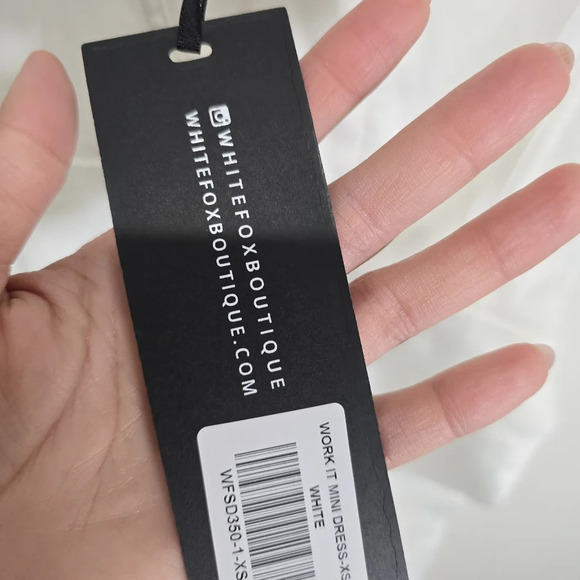 WHITEFOXBOUTIQUE
WHITEFOXBOUTIQUE.COM
WORK IT MINI DRESS-XS
WHITE
WFSD350-1-XS